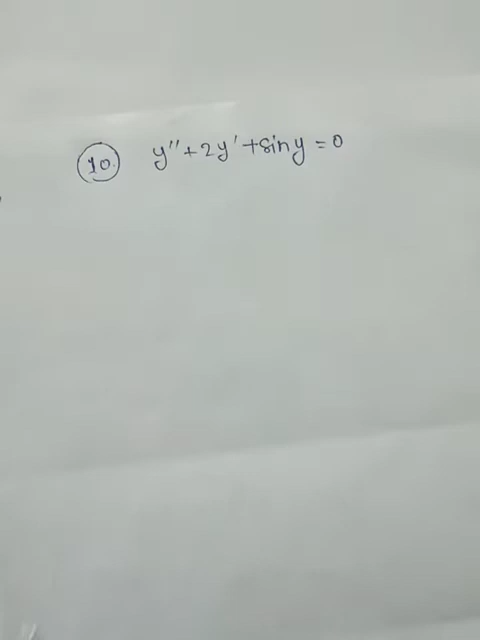 10. y'' + 2y' + sin y = 0